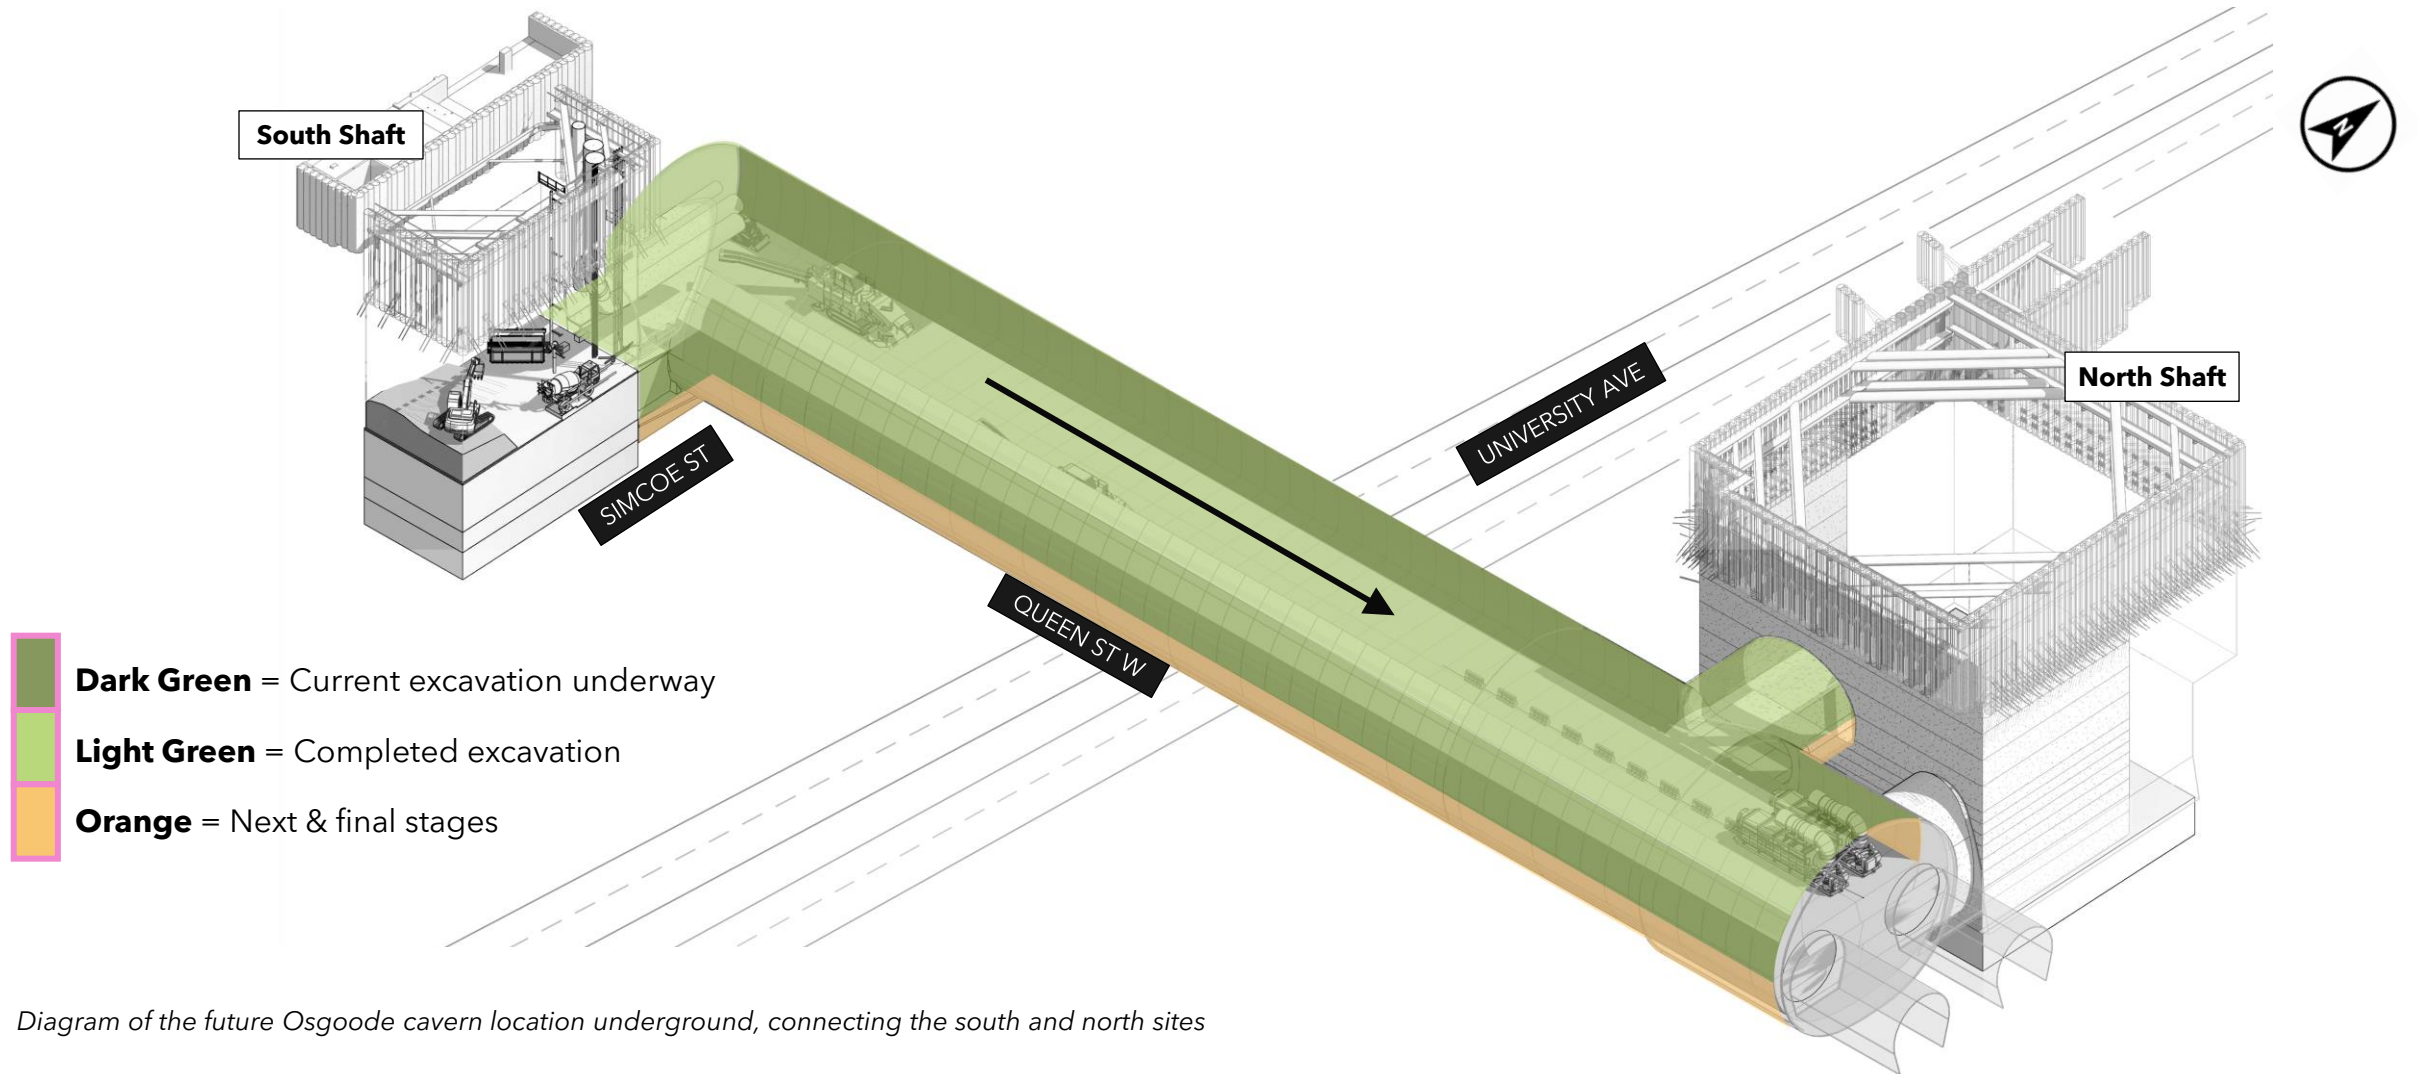 South Shaft
N
North Shaft
UNIVERSITY AVE
SIMCOE ST
QUEEN ST W
Dark Green = Current excavation underway
Light Green = Completed excavation
Orange = Next & final stages
Diagram of the future Osgoode cavern location underground, connecting the south and north sites